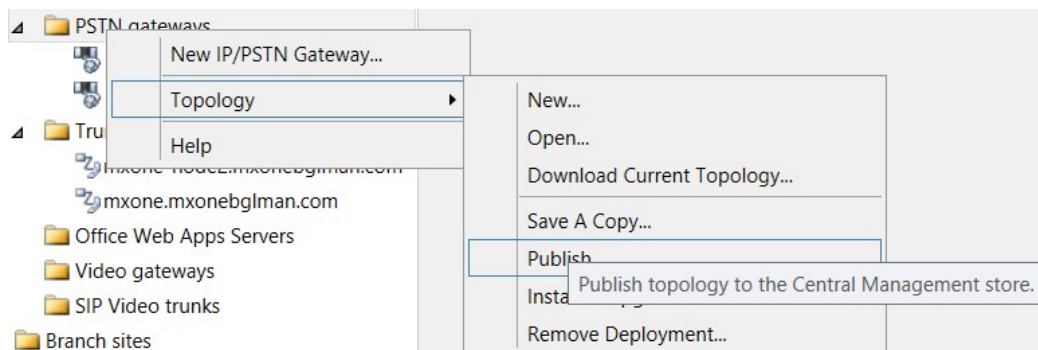 PSTN gateways
New IP/PSTN Gateway...
Topology
New...
Open...
Tru
Help
Download Current Topology...
mxone.mxonebglman.com
Save A Copy...
Office Web Apps Servers
Publish
Publish topology to the Central Management store.
Video gateways
Insta
SIP Video trunks
Remove Deployment...
Branch sites